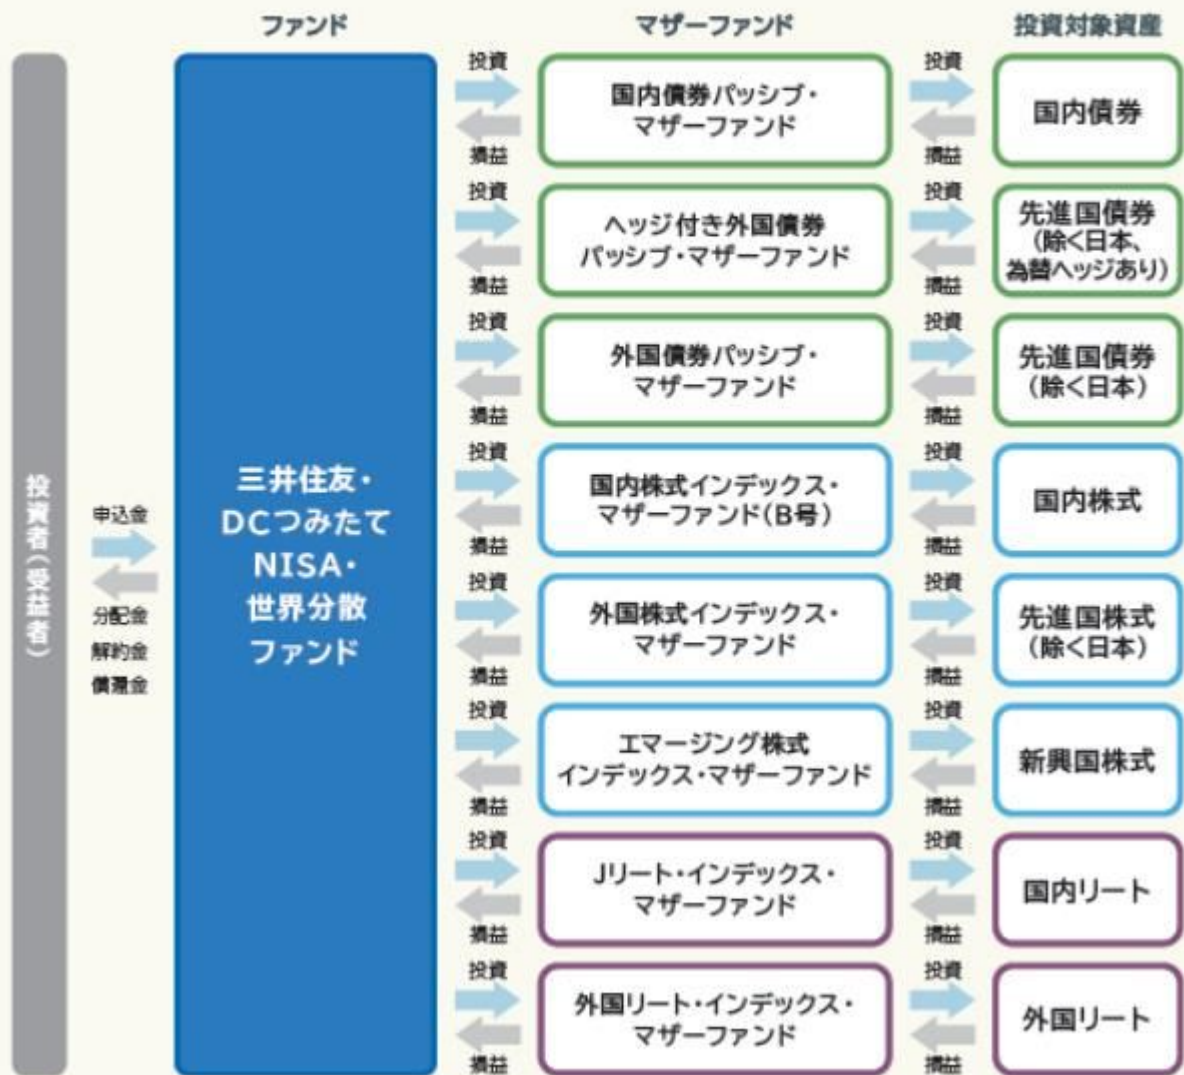 ファンド
マザーファンド
投資対象資産
投資者(受益者)
申込金
分配金
解約金
償還金
三井住友・
DCつみたて
NISA・
世界分散
ファンド
投資
損益
国内債券パッシブ・
マザーファンド
投資
損益
国内債券
投資
損益
ヘッジ付き外国債券
パッシブ・マザーファンド
投資
損益
先進国債券
(除く日本、
為替ヘッジあり)
投資
損益
外国債券パッシブ・
マザーファンド
投資
損益
先進国債券
(除く日本)
投資
損益
国内株式インデックス・
マザーファンド(B号)
投資
損益
国内株式
投資
損益
外国株式インデックス・
マザーファンド
投資
損益
先進国株式
(除く日本)
投資
損益
エマージング株式
インデックス・マザーファンド
投資
損益
新興国株式
投資
損益
Jリート・インデックス・
マザーファンド
投資
損益
国内リート
投資
損益
外国リート・インデックス・
マザーファンド
投資
損益
外国リート